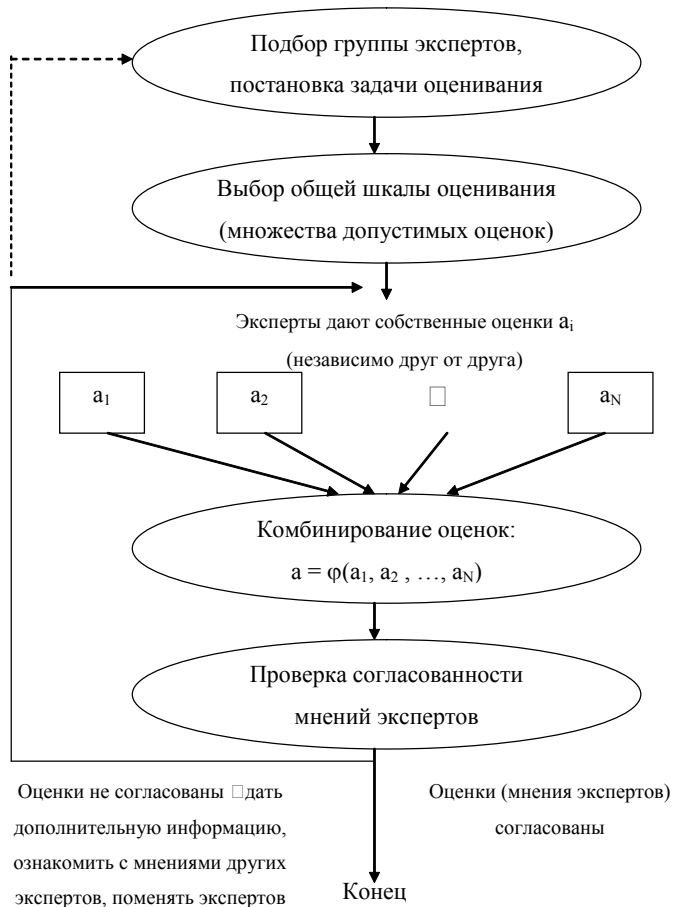 Подбор группы экспертов,
постановка задачи оценивания
Выбор общей шкалы оценивания
(множества допустимых оценок)
Эксперты дают собственные оценки aᵢ
(независимо друг от друга)
a₁ a₂ □ a_N
Комбинирование оценок:
a = φ(a₁, a₂ , …, a_N)
Проверка согласованности
мнений экспертов
Оценки не согласованы □дать
дополнительную информацию,
ознакомить с мнениями других
экспертов, поменять экспертов
Оценки (мнения экспертов)
согласованы
Конец